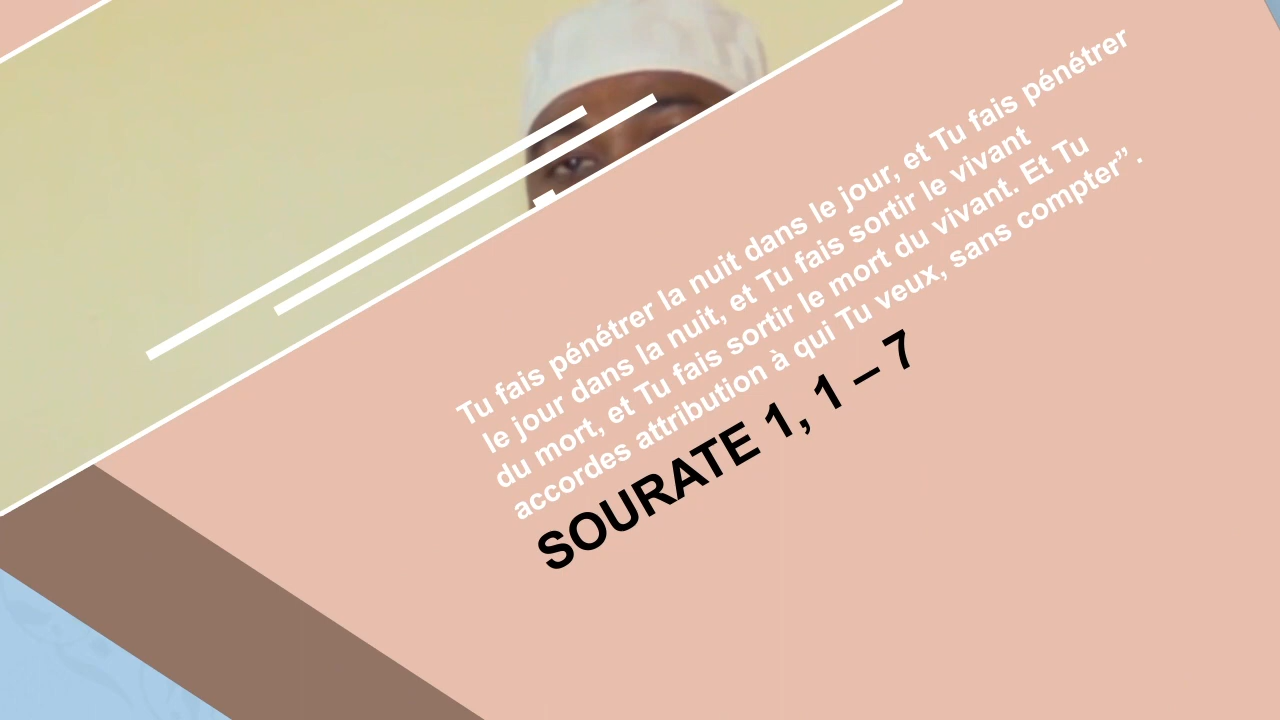 Tu fais pénétrer la nuit dans le jour, et Tu fais pénétrer
le jour dans la nuit, et Tu fais sortir le vivant
du mort, et Tu fais sortir le mort du vivant. Et Tu
accordes attribution à qui Tu veux, sans compter” .
SOURATE 1, 1 – 7